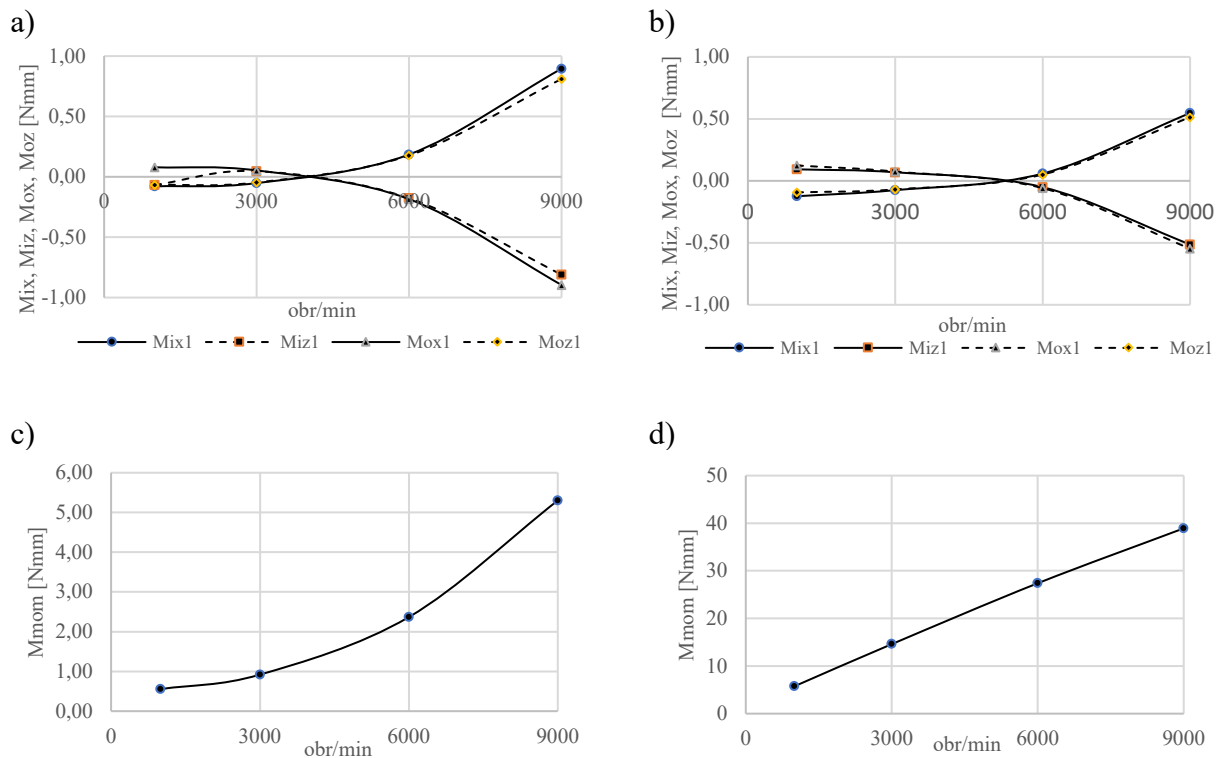 a)
1,00
0,50
0,00
-0,50
-1,00
0
3000
6000
9000
Mix, Miz, Mox, Moz [Nmm]
obr/min
Mix1 Miz1 Mox1 Moz1
b)
1,00
0,50
0,00
-0,50
-1,00
0
3000
6000
9000
Mix, Miz, Mox, Moz [Nmm]
obr/min
Mix1 Miz1 Mox1 Moz1
c)
6,00
5,00
4,00
3,00
2,00
1,00
0,00
0
3000
6000
9000
Mmom [Nmm]
obr/min
d)
50
40
30
20
10
0
0
3000
6000
9000
Mmom [Nmm]
obr/min